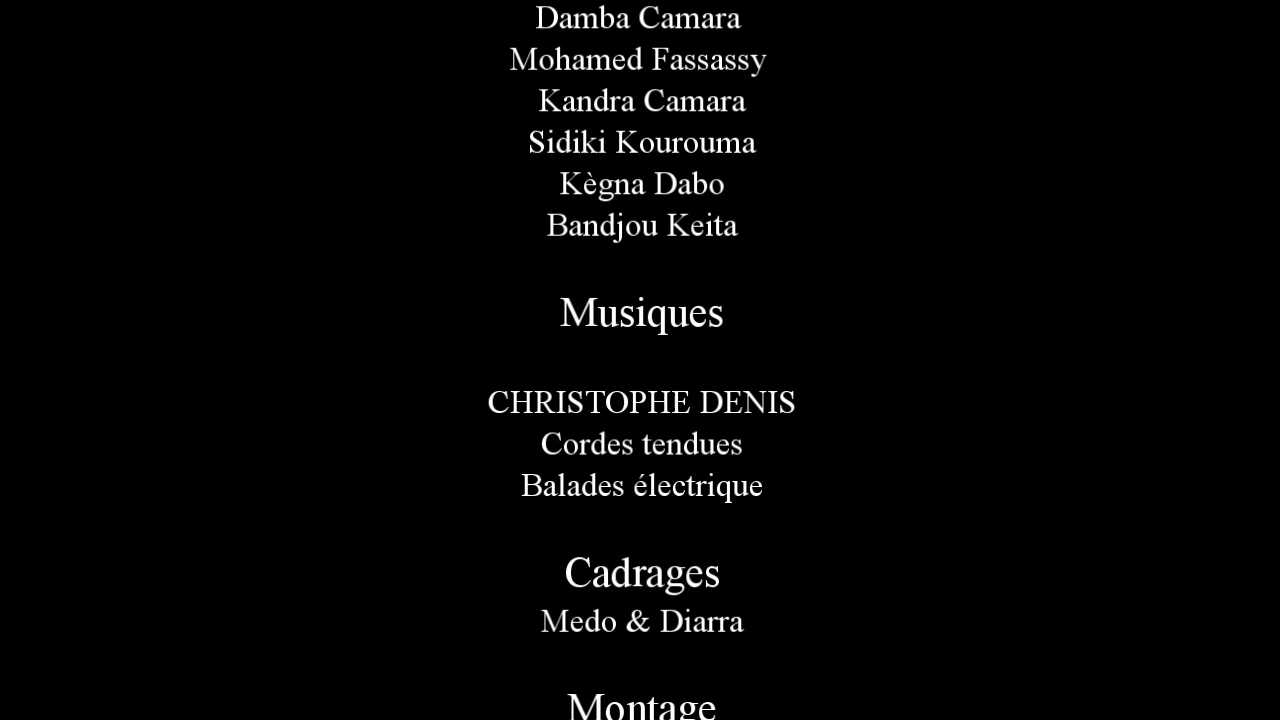 Damba Camara
Mohamed Fassassy
Kandra Camara
Sidiki Kourouma
Kègna Dabo
Bandjou Keita
Musiques
CHRISTOPHE DENIS
Cordes tendues
Balades électrique
Cadrages
Medo & Diarra
Montage